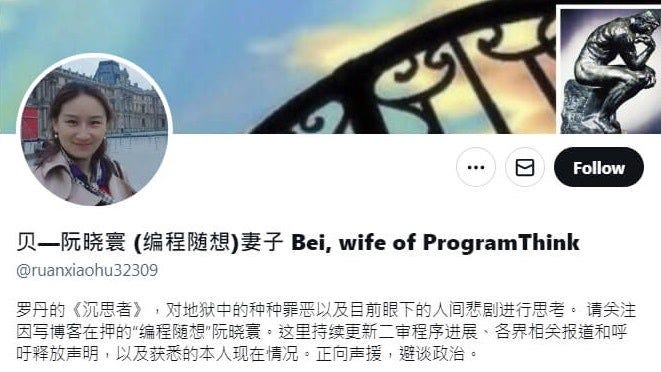 Follow
贝—阮晓寰 (编程随想)妻子 Bei, wife of ProgramThink
@ruanxiaohu32309
罗丹的《沉思者》，对地狱中的种种罪恶以及目前眼下的人间悲剧进行思考。 请关注
因写博客在押的“编程随想”阮晓寰。这里持续更新二审程序进展、各界相关报道和呼
吁释放声明，以及获悉的本人现在情况。正向声援，避谈政治。